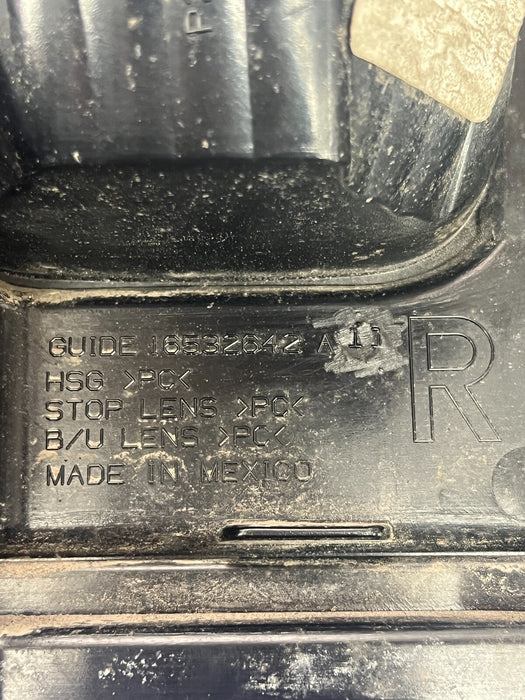 GUIDE 16532642 A
R
HSG >PC<
STOP LENS >PC<
B/U LENS >PC<
MADE IN MEXICO